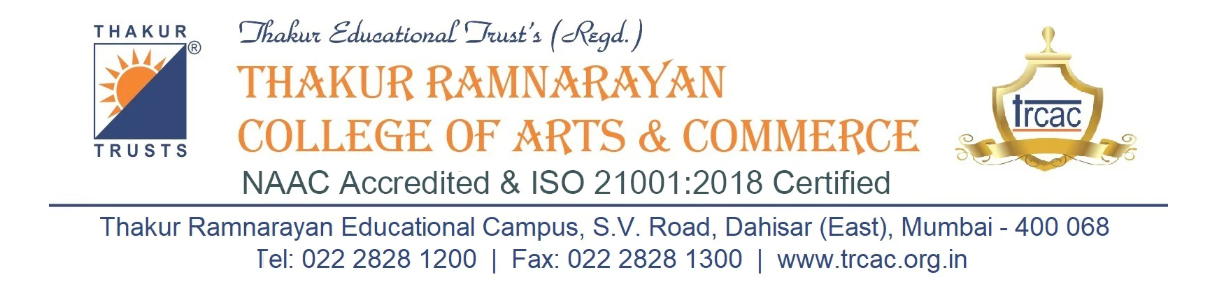 THAKUR
TRUSTS
®
Thakur Educational Trust's (Regd.)
THAKUR RAMNARAYAN
COLLEGE OF ARTS & COMMERCE
NAAC Accredited & ISO 21001:2018 Certified
trcac
Thakur Ramnarayan Educational Campus, S.V. Road, Dahisar (East), Mumbai - 400 068
Tel: 022 2828 1200 | Fax: 022 2828 1300 | www.trcac.org.in